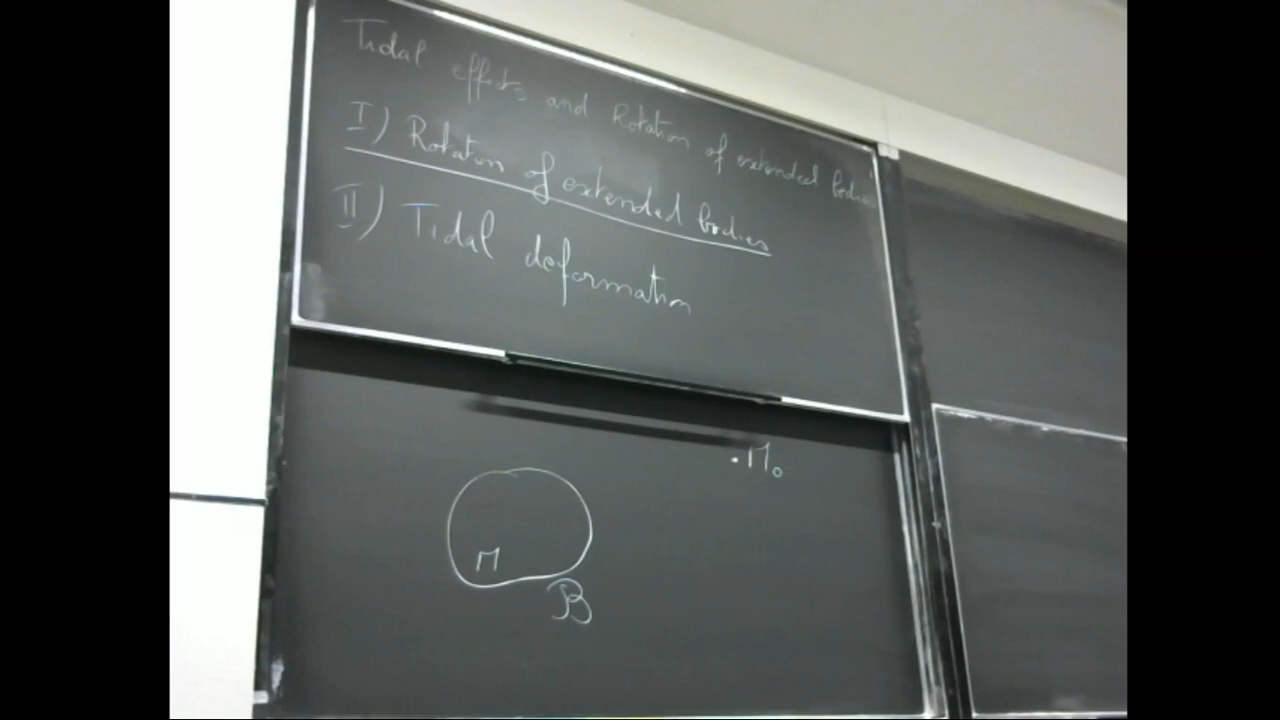 Tidal effects and Rotation of extended bodies
I) Rotation of extended bodies
II) Tidal deformation
. M₀
M
B